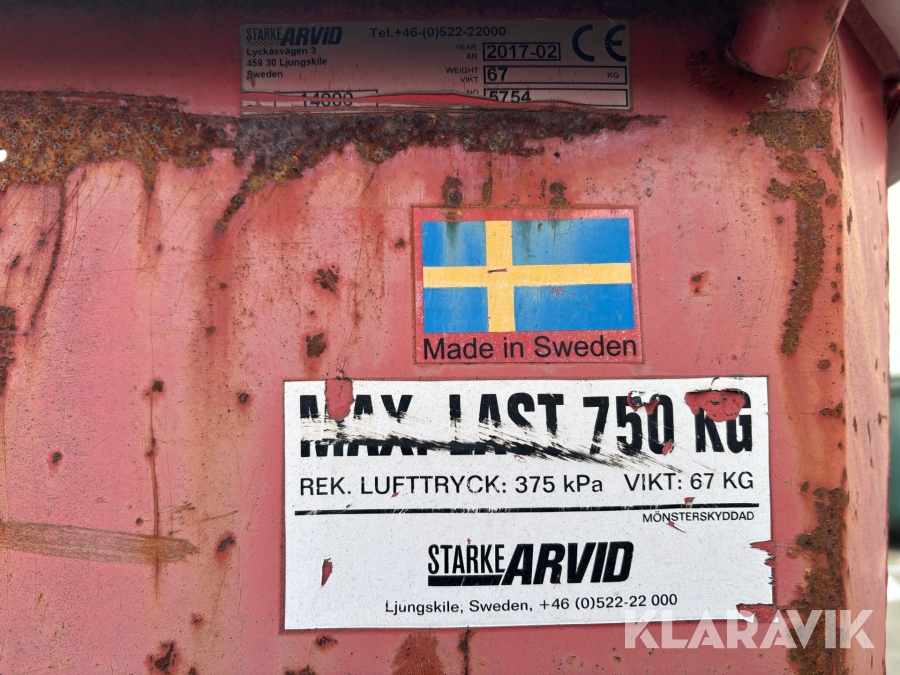 STARKE ARVID
Tel.+46-(0)522-22000
Lyckåsvägen 3
459 30 Ljungskile
Sweden
YEAR
ÅR
2017-02
CE
WEIGHT
VIKT
67
KG
NO
5754
Made in Sweden
MAX. LAST 750 KG
REK. LUFTTRYCK: 375 kPa VIKT: 67 KG
MÖNSTERSKYDDAD
STARKE ARVID
Ljungskile, Sweden, +46 (0)522-22 000
KLARAVIK